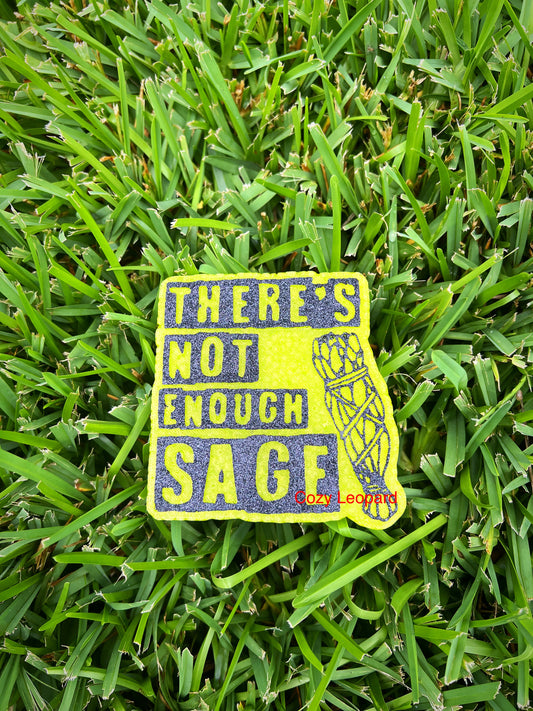 THERE'S
NOT
ENOUGH
SAGE
Cozy Leopard